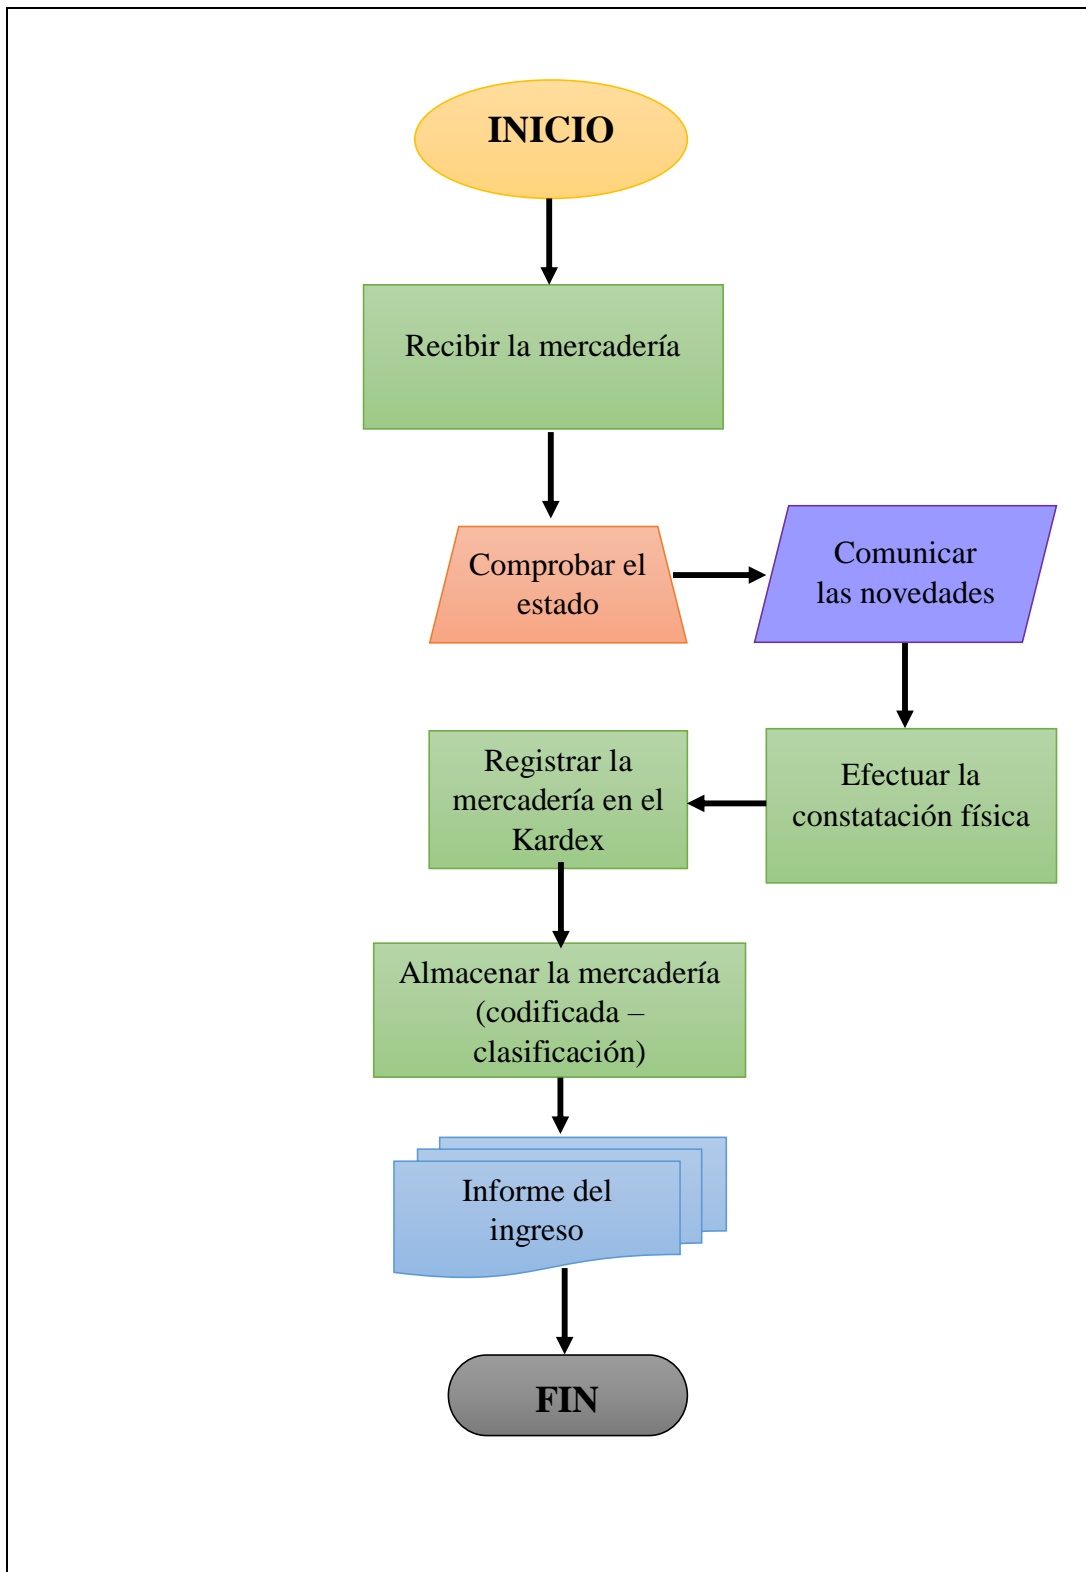 INICIO
Recibir la mercadería
Comprobar el
estado
Comunicar
las novedades
Efectuar la
constatación física
Registrar la
mercadería en el
Kardex
Almacenar la mercadería
(codificada –
clasificación)
Informe del
ingreso
FIN